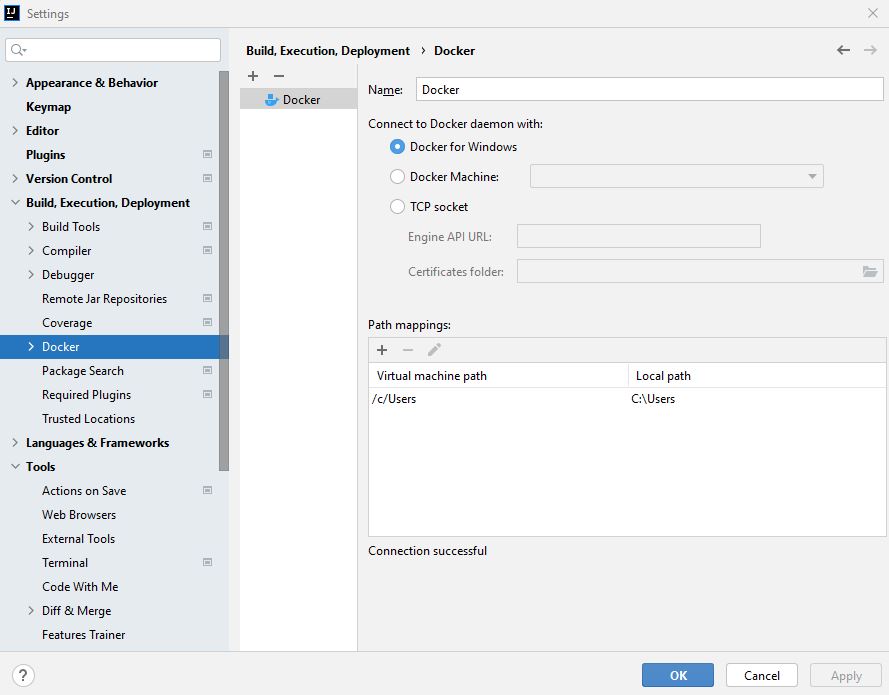 IJ
Settings
Build, Execution, Deployment › Docker
Appearance & Behavior
Keymap
Editor
Plugins
Version Control
Build, Execution, Deployment
Build Tools
Compiler
Debugger
Remote Jar Repositories
Coverage
Docker
Package Search
Required Plugins
Trusted Locations
Languages & Frameworks
Tools
Actions on Save
Web Browsers
External Tools
Terminal
Code With Me
Diff & Merge
Features Trainer
Docker
Name: Docker
Connect to Docker daemon with:
Docker for Windows
Docker Machine:
TCP socket
Engine API URL:
Certificates folder:
Path mappings:
Virtual machine path Local path
/c/Users C:\Users
Connection successful
? OK Cancel Apply